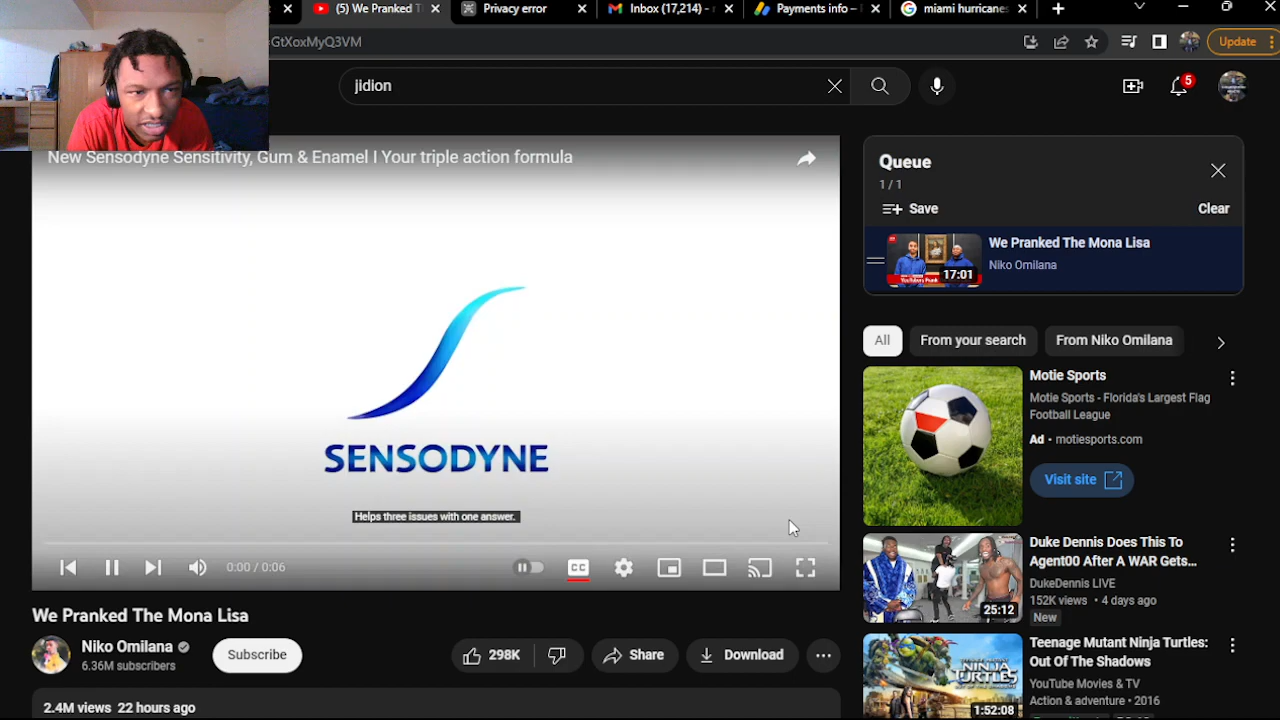 (5) We Pranked T
Privacy error
Inbox (17,214) -
Payments info –
miami hurricanes
GtXoxMyQ3VM
Update
jidion
5
New Sensodyne Sensitivity, Gum & Enamel I Your triple action formula
SENSODYNE
Helps three issues with one answer.
0:00 / 0:06
CC
We Pranked The Mona Lisa
Niko Omilana
6.36M subscribers
Subscribe
298K
Share
Download
2.4M views 22 hours ago
Queue
1 / 1
Save
Clear
We Pranked The Mona Lisa
Niko Omilana
17:01
All
From your search
From Niko Omilana
Motie Sports
Motie Sports - Florida's Largest Flag
Football League
Ad • motiesports.com
Visit site
Duke Dennis Does This To
Agent00 After A WAR Gets...
DukeDennis LIVE
152K views • 4 days ago
New
25:12
Teenage Mutant Ninja Turtles:
Out Of The Shadows
YouTube Movies & TV
Action & adventure • 2016
1:52:08